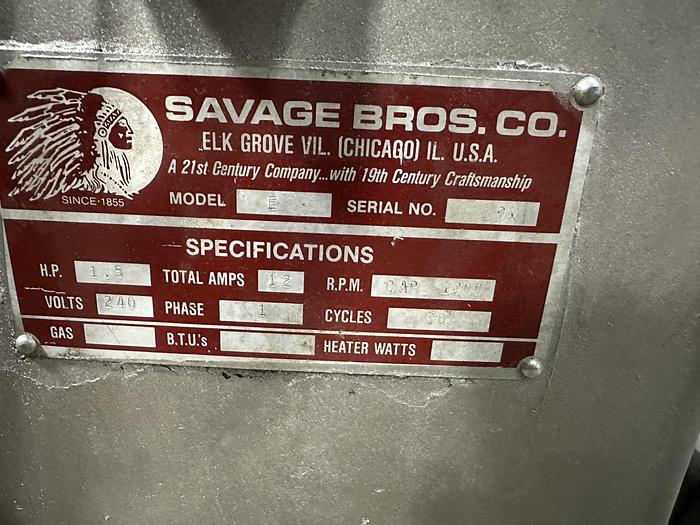 SAVAGE BROS. CO.
ELK GROVE VIL. (CHICAGO) IL. U.S.A.
A 21st Century Company...with 19th Century Craftsmanship
SINCE·1855
MODEL E SERIAL NO.
SPECIFICATIONS
H.P. 1.5 TOTAL AMPS 12 R.P.M. CAP.
VOLTS 240 PHASE 1 CYCLES 60
GAS B.T.U.'s HEATER WATTS